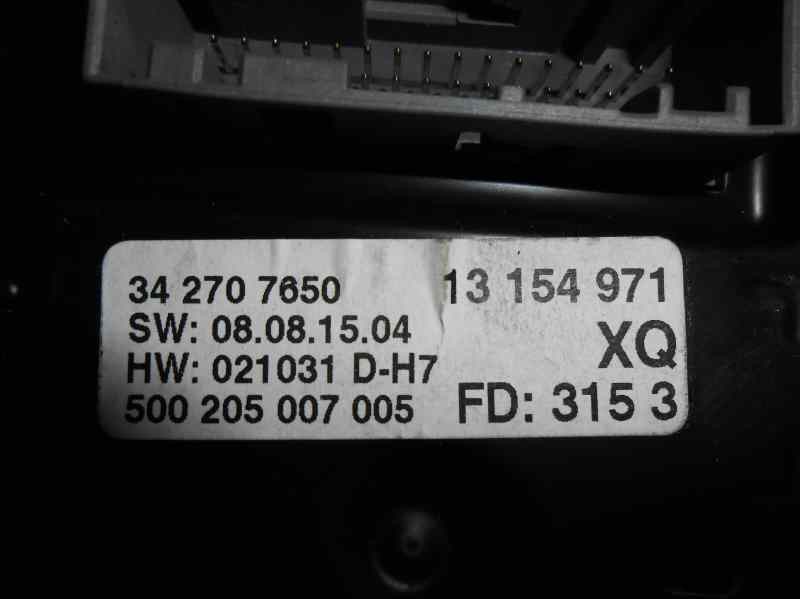 34 270 7650 13 154 971
SW: 08.08.15.04 XQ
HW: 021031 D-H7
500 205 007 005 FD: 315 3